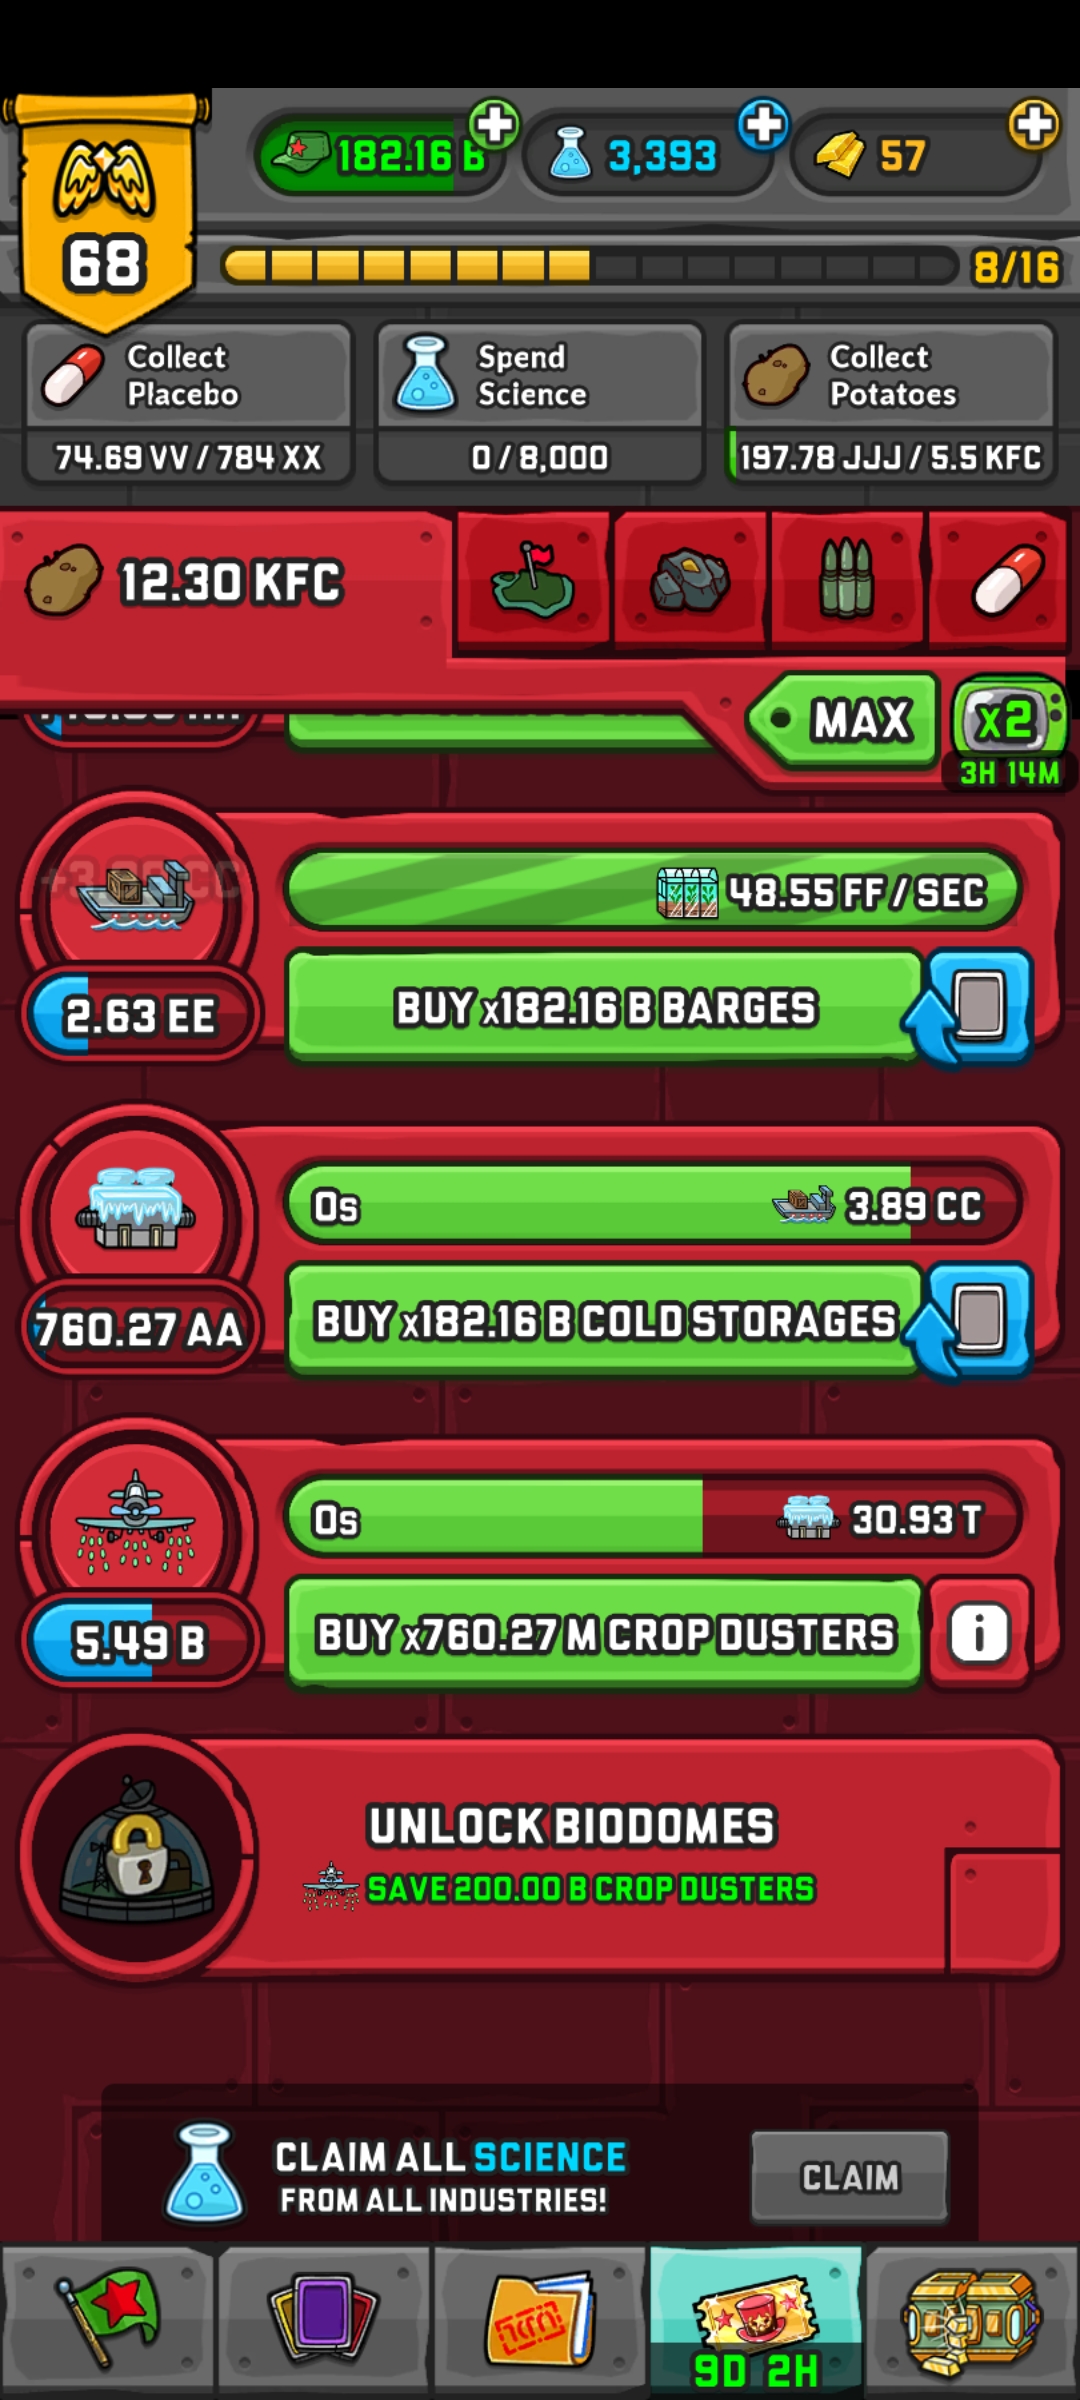 182.16 B
3,393
57
68
8/16
Collect
Placebo
74.69 VV / 784 XX
Spend
Science
0 / 8,000
Collect
Potatoes
197.78 JJJ / 5.5 KFC
12.30 KFC
MAX
x2
3H 14M
48.55 FF / SEC
2.63 EE
BUY x182.16 B BARGES
0s
3.89 CC
760.27 AA
BUY x182.16 B COLD STORAGES
0s
30.93 T
5.49 B
BUY x760.27 M CROP DUSTERS
i
UNLOCK BIODOMES
SAVE 200.00 B CROP DUSTERS
CLAIM ALL SCIENCE
FROM ALL INDUSTRIES!
CLAIM
9D 2H